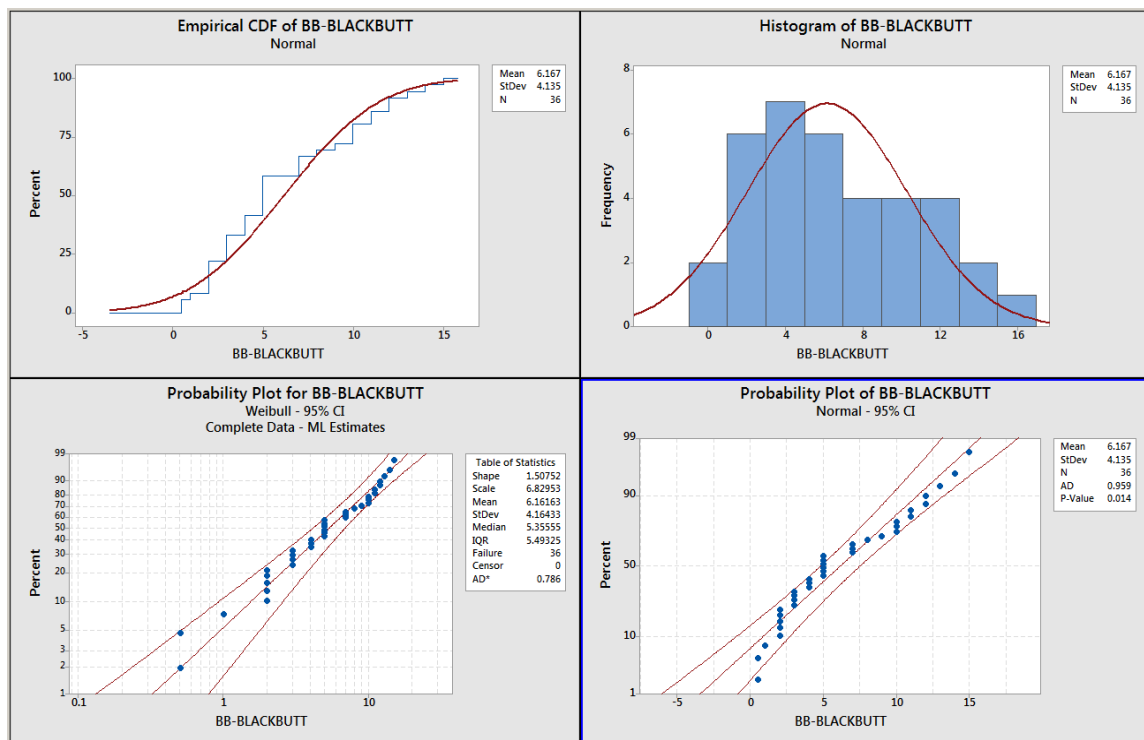 Empirical CDF of BB-BLACKBUTT
Normal
Mean 6.167
StDev 4.135
N 36
100
75
50
25
0
Percent
-5 0 5 10 15
BB-BLACKBUTT
Histogram of BB-BLACKBUTT
Normal
Mean 6.167
StDev 4.135
N 36
8
6
4
2
0
Frequency
0 4 8 12 16
BB-BLACKBUTT
Probability Plot for BB-BLACKBUTT
Weibull - 95% CI
Complete Data - ML Estimates
Table of Statistics
Shape 1.50752
Scale 6.82953
Mean 6.16163
StDev 4.16433
Median 5.35555
IQR 5.49325
Failure 36
Censor 0
AD* 0.786
99
90
80
70
60
50
40
30
20
10
5
3
2
1
Percent
0.1 1 10
BB-BLACKBUTT
Probability Plot of BB-BLACKBUTT
Normal - 95% CI
Mean 6.167
StDev 4.135
N 36
AD 0.959
P-Value 0.014
99
90
50
10
1
Percent
-5 0 5 10 15
BB-BLACKBUTT